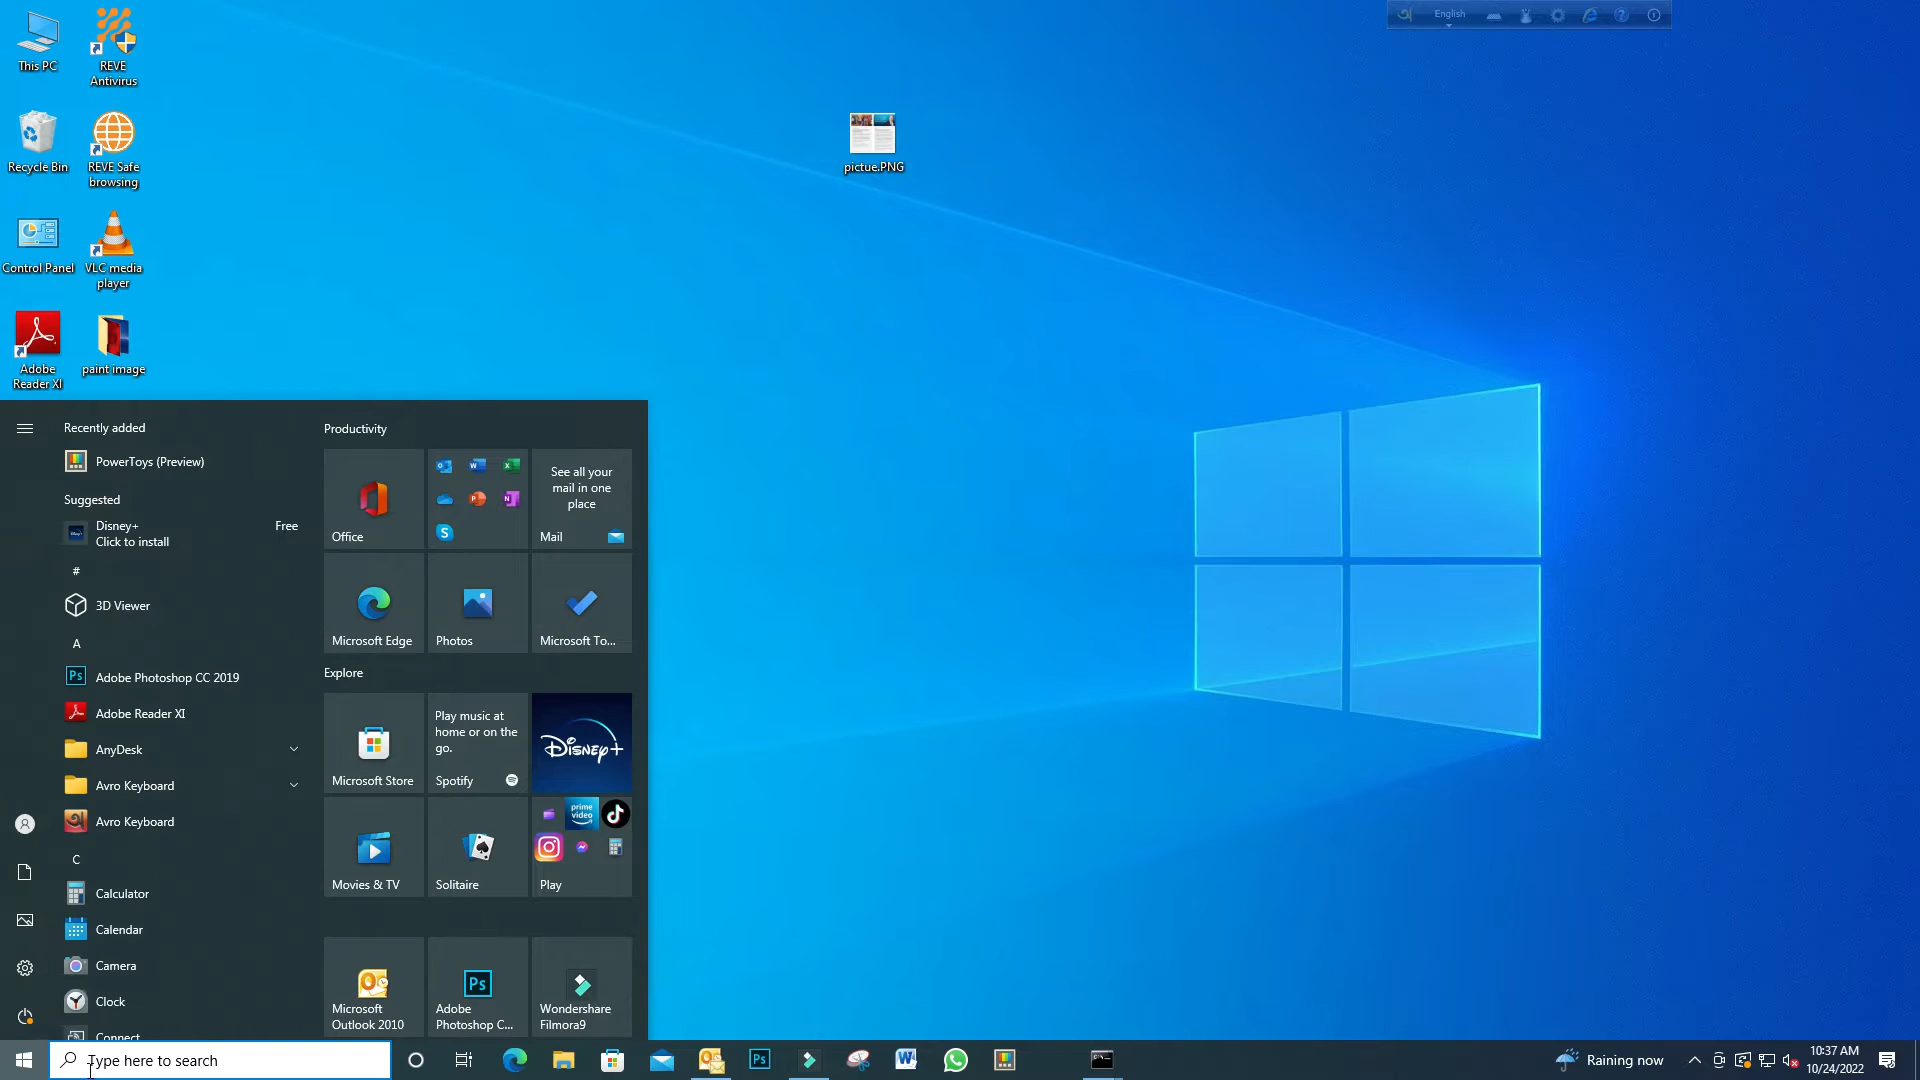 This PC
REVE
Antivirus
Recycle Bin
REVE Safe
browsing
Control Panel
VLC media
player
Adobe
Reader XI
paint image
pictue.PNG
English
Recently added
PowerToys (Preview)
Suggested
Disney+
Click to install
Free
#
3D Viewer
A
Adobe Photoshop CC 2019
Adobe Reader XI
AnyDesk
Avro Keyboard
Avro Keyboard
C
Calculator
Calendar
Camera
Clock
Connect
Productivity
Office
See all your
mail in one
place
Mail
Microsoft Edge
Photos
Microsoft To...
Explore
Microsoft Store
Play music at
home or on the
go.
Spotify
Disney+
Movies & TV
Solitaire
prime
video
Play
Microsoft
Outlook 2010
Adobe
Photoshop C...
Wondershare
Filmora9
Type here to search
Raining now
10:37 AM
10/24/2022